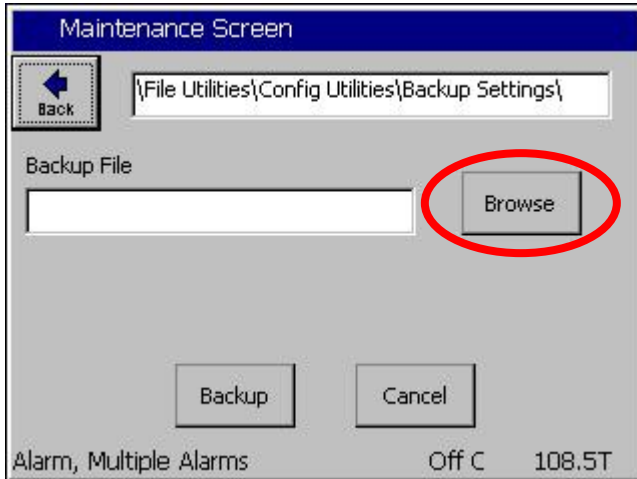 Maintenance Screen
Back
\File Utilities\Config Utilities\Backup Settings\
Backup File
Browse
Backup
Cancel
Alarm, Multiple Alarms Off C 108.5T